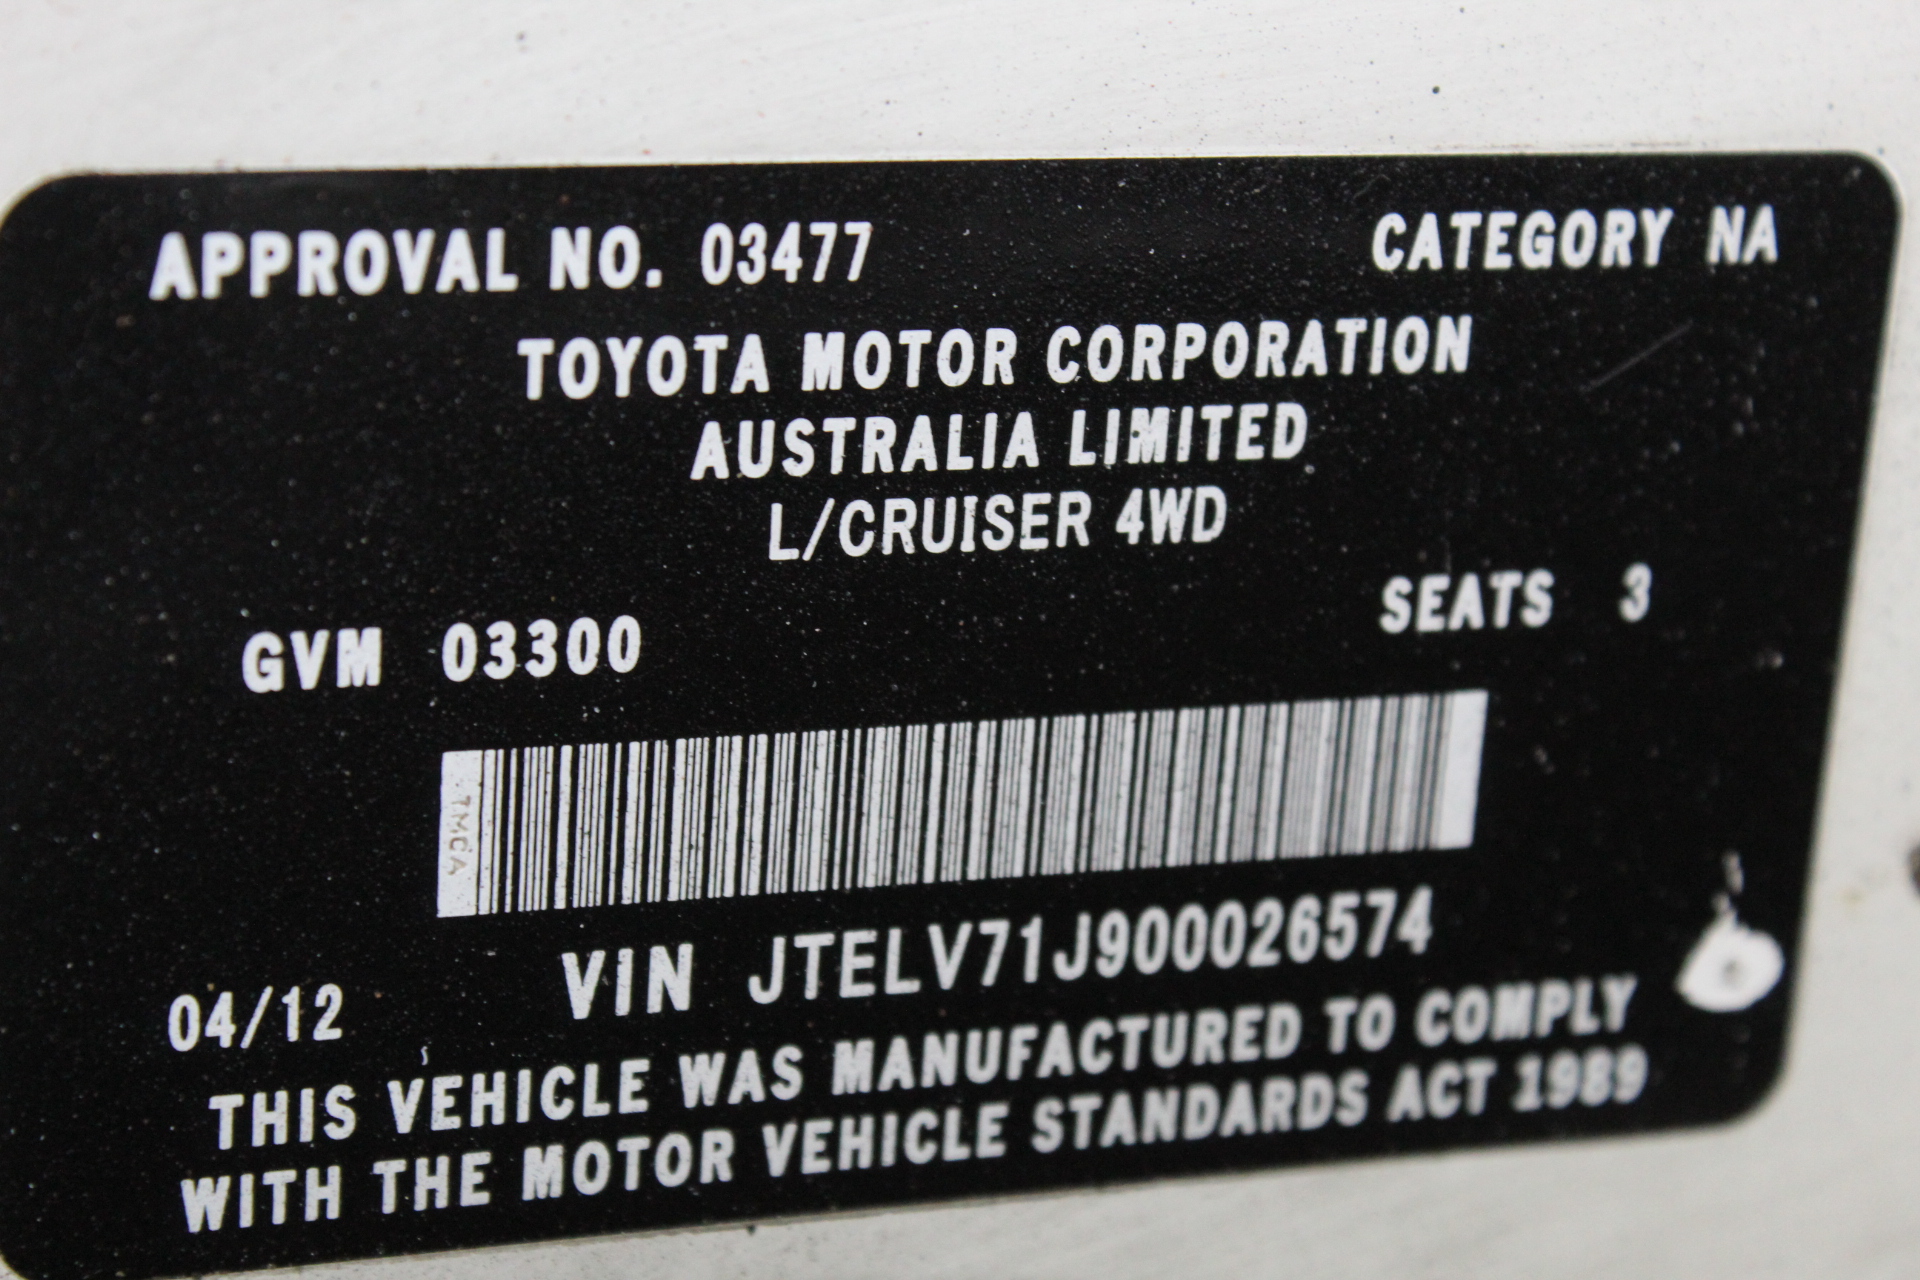 APPROVAL NO. 03477 CATEGORY NA
TOYOTA MOTOR CORPORATION
AUSTRALIA LIMITED
L/CRUISER 4WD
GVM 03300 SEATS 3
TMCA
04/12 VIN JTELV71J900026574
THIS VEHICLE WAS MANUFACTURED TO COMPLY
WITH THE MOTOR VEHICLE STANDARDS ACT 1989